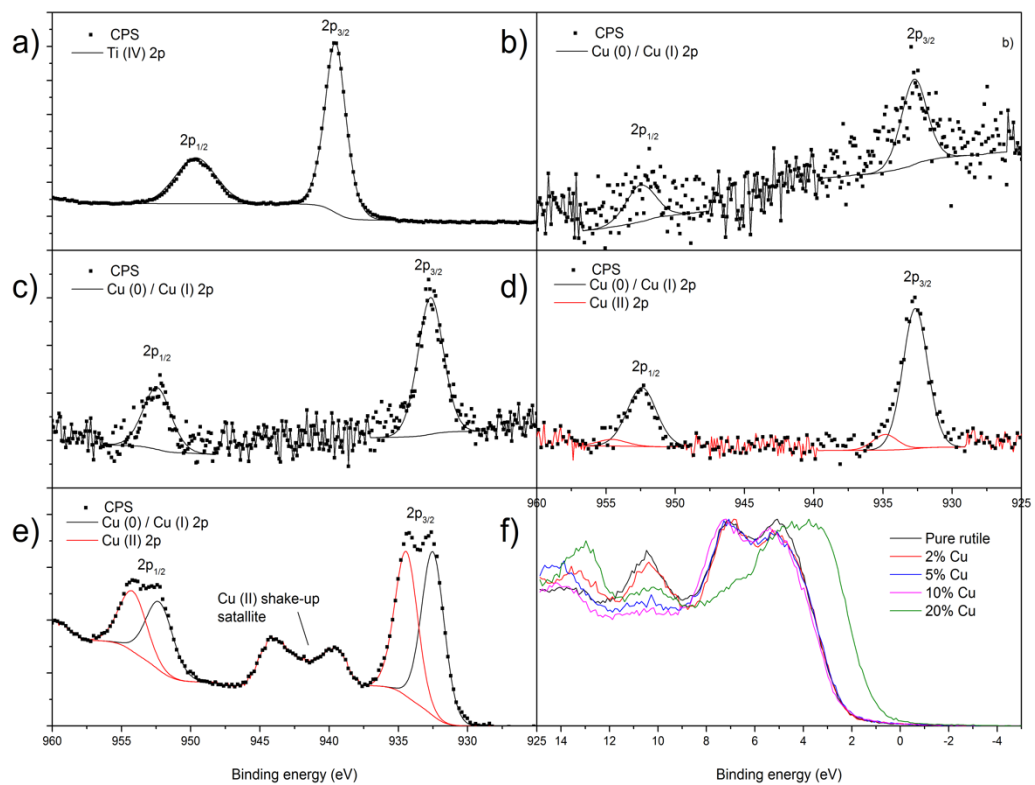 a)
CPS
Ti (IV) 2p
2p1/2
2p3/2
b)
CPS
Cu (0) / Cu (I) 2p
2p1/2
2p3/2
b)
c)
CPS
Cu (0) / Cu (I) 2p
2p1/2
2p3/2
d)
CPS
Cu (0) / Cu (I) 2p
Cu (II) 2p
2p1/2
2p3/2
960 955 950 945 940 935 930 925
e)
CPS
Cu (0) / Cu (I) 2p
Cu (II) 2p
2p1/2
Cu (II) shake-up
satallite
2p3/2
f)
Pure rutile
2% Cu
5% Cu
10% Cu
20% Cu
960 955 950 945 940 935 930 925
14 12 10 8 6 4 2 0 -2 -4
Binding energy (eV)
Binding energy (eV)